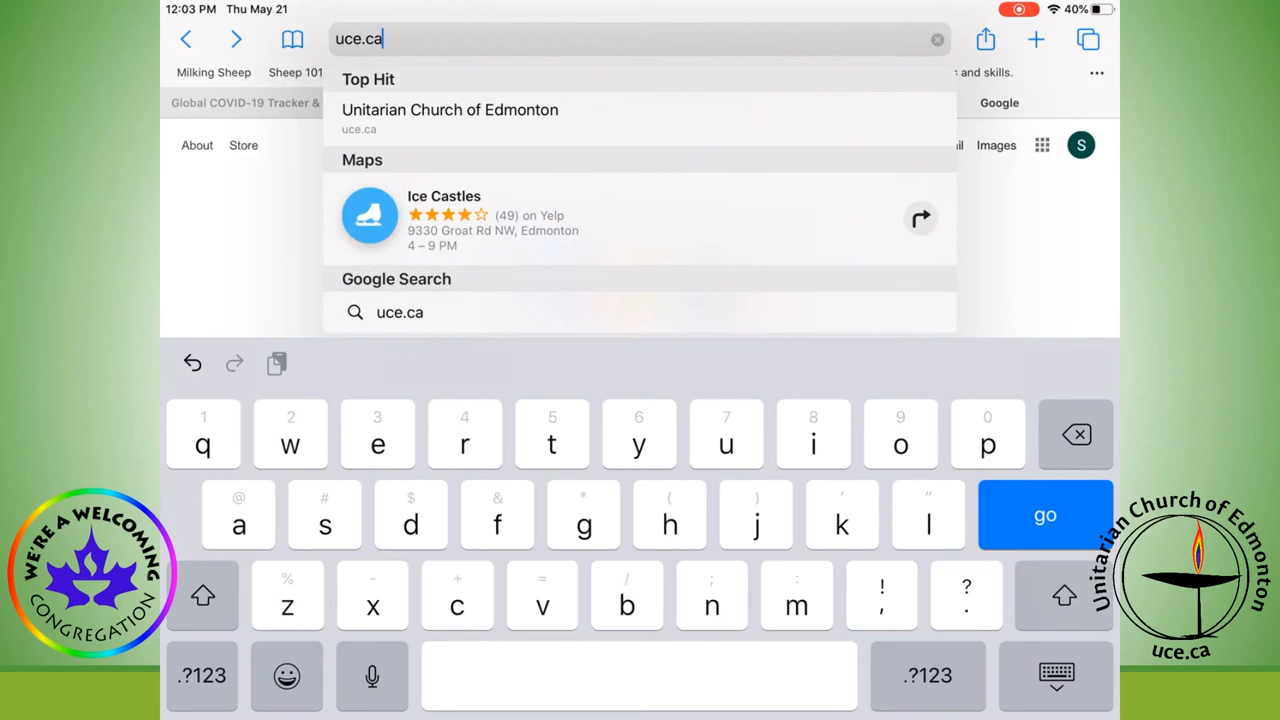 12:03 PM Thu May 21
40%
uce.ca
Milking Sheep Sheep 101
and skills.
Top Hit
Global COVID-19 Tracker &
Google
Unitarian Church of Edmonton
uce.ca
About Store
Images
S
Maps
Ice Castles
(49) on Yelp
9330 Groat Rd NW, Edmonton
4 – 9 PM
Google Search
uce.ca
1 2 3 4 5 6 7 8 9 0
q w e r t y u i o p
@ # $ & * ( ) ' "
a s d f g h j k l go
% - + = / ; : ! ?
z x c v b n m , .
.?123 .?123
WE'RE A WELCOMING
CONGREGATION
Unitarian Church of Edmonton
uce.ca